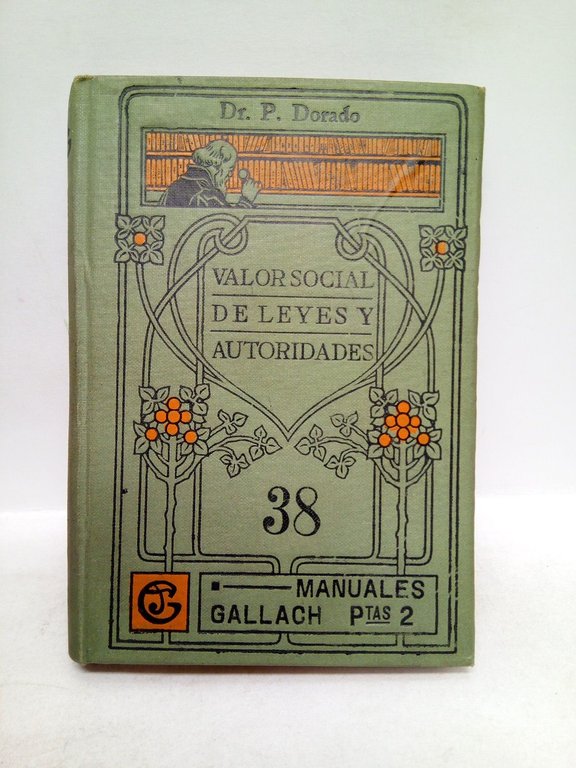 Dr. P. Dorado
VALOR SOCIAL
DE LEYES Y
AUTORIDADES
38
MANUALES
GALLACH PTAS 2